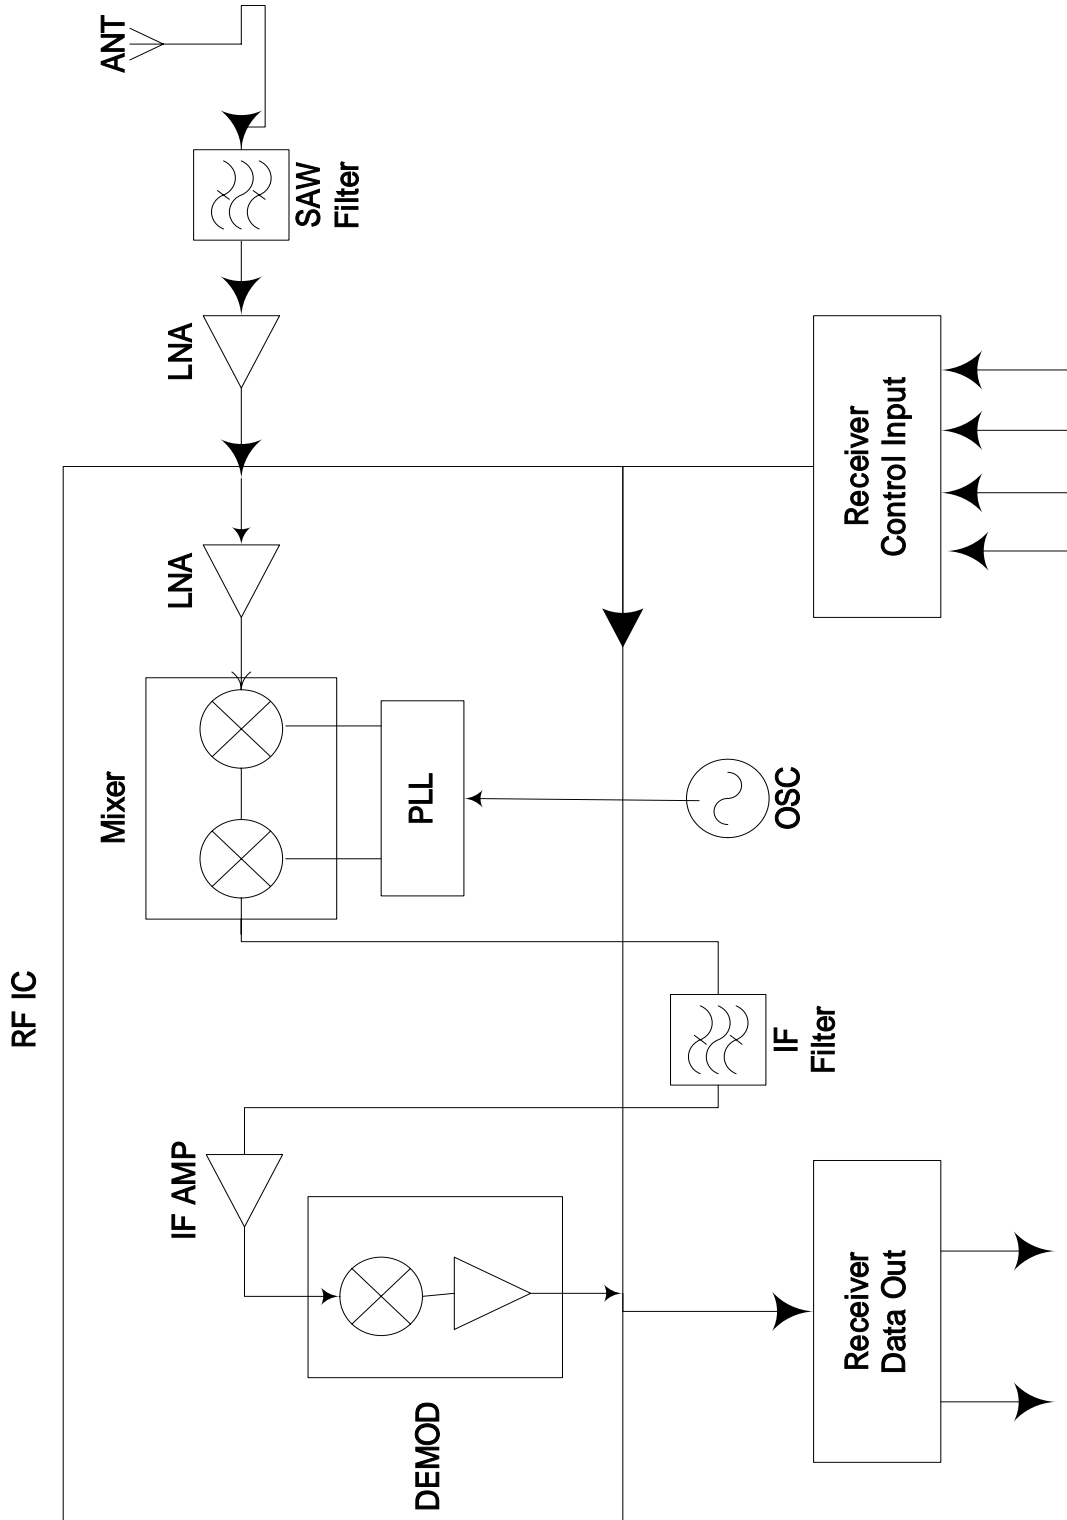 ANT
SAW
Filter
LNA
LNA
Mixer
PLL
OSC
RF IC
IF
Filter
IF AMP
DEMOD
Receiver
Control Input
Receiver
Data Out